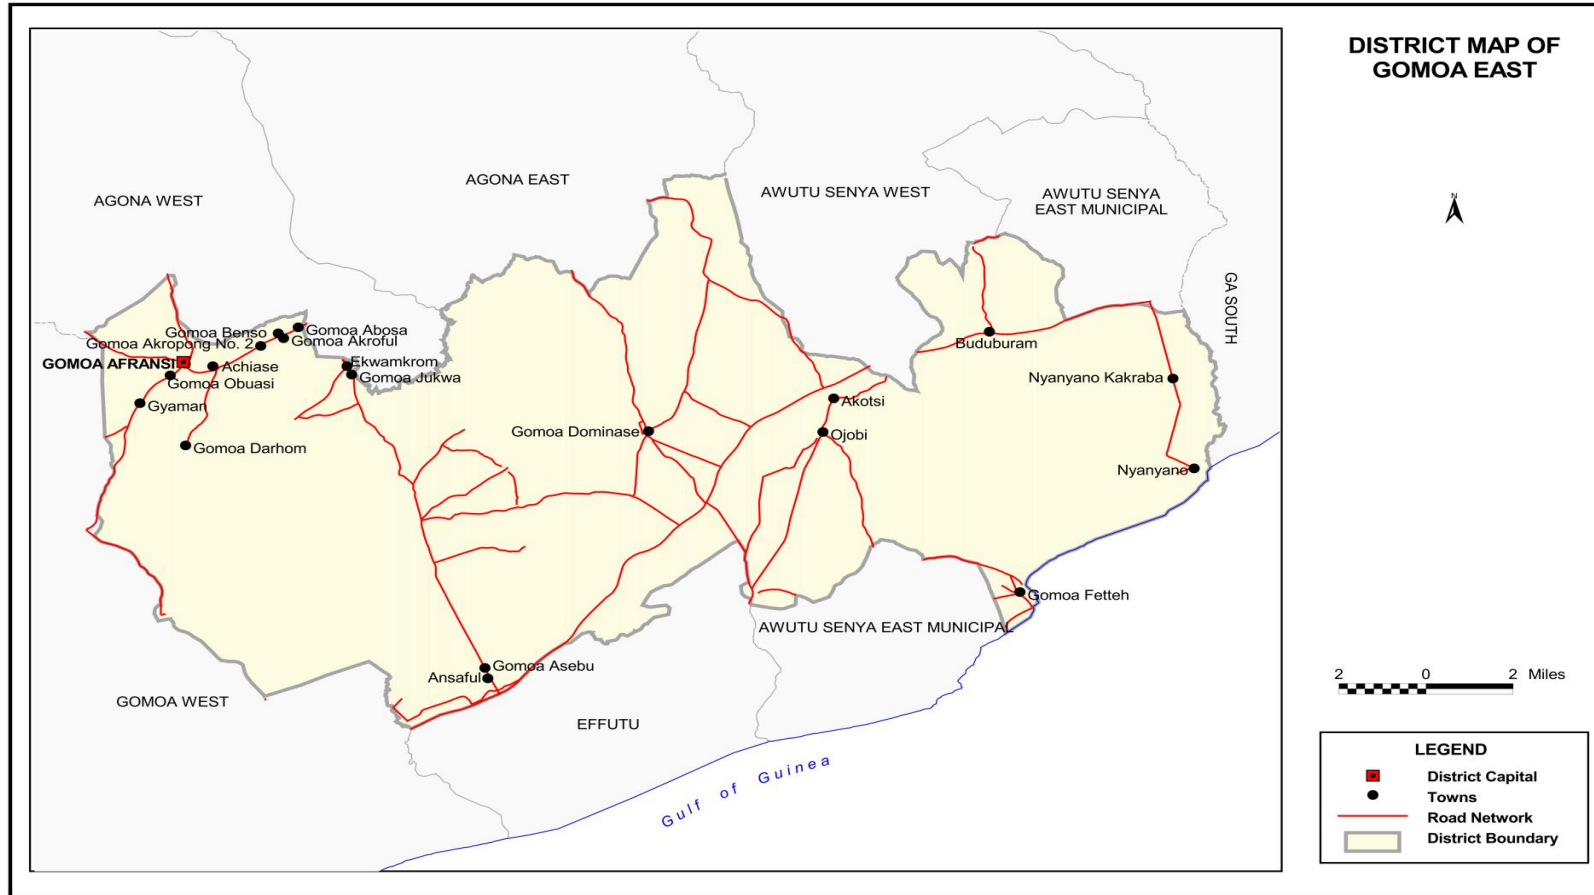 DISTRICT MAP OF
GOMOA EAST
N
AGONA WEST
AGONA EAST
AWUTU SENYA WEST
AWUTU SENYA
EAST MUNICIPAL
GA SOUTH
Gomoa Benso
Gomoa Abosa
Gomoa Akropong No. 2
Gomoa Akroful
GOMOA AFRANSI
Achiase
Ekwamkrom
Gomoa Obuasi
Gomoa Jukwa
Gyaman
Gomoa Darhom
Gomoa Dominase
Akotsi
Ojobi
Buduburam
Nyanyano Kakraba
Nyanyano
Gomoa Fetteh
AWUTU SENYA EAST MUNICIPAL
Gomoa Asebu
Ansaful
GOMOA WEST
EFFUTU
Gulf of Guinea
2 0 2 Miles
LEGEND
District Capital
Towns
Road Network
District Boundary